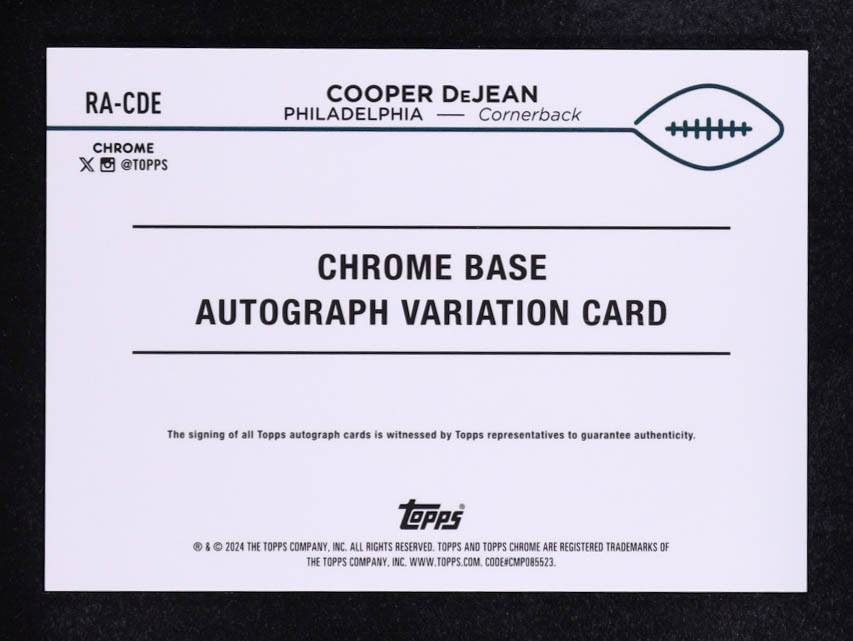 RA-CDE
COOPER DeJEAN
PHILADELPHIA — Cornerback
CHROME
@TOPPS
CHROME BASE
AUTOGRAPH VARIATION CARD
The signing of all Topps autograph cards is witnessed by Topps representatives to guarantee authenticity.
Topps®
® & © 2024 THE TOPPS COMPANY, INC. ALL RIGHTS RESERVED. TOPPS AND TOPPS CHROME ARE REGISTERED TRADEMARKS OF
THE TOPPS COMPANY, INC. WWW.TOPPS.COM. CODE#CMP085523.